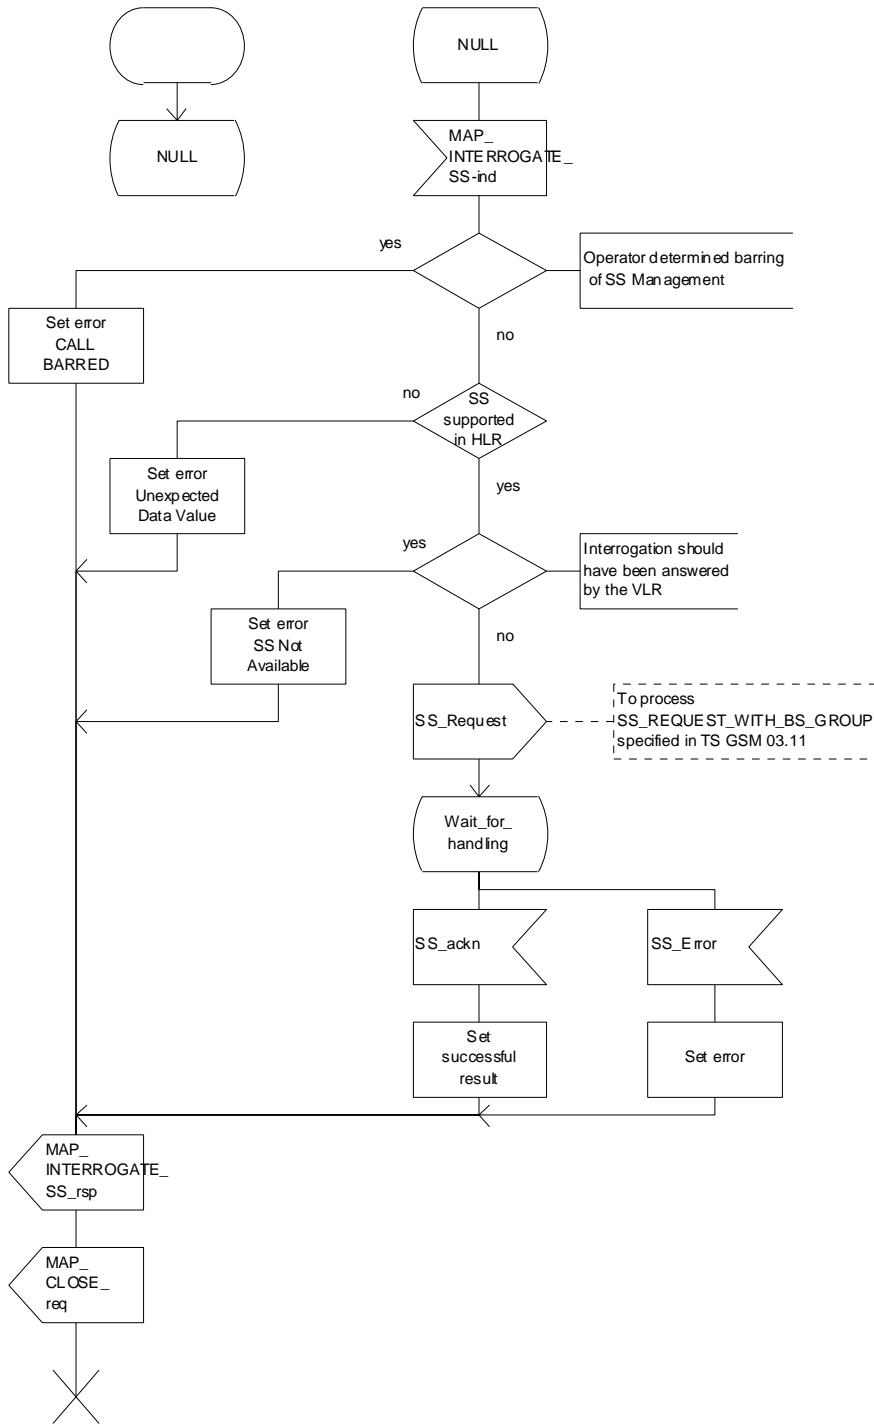 NULL
NULL
MAP_
INTERROGATE_
SS-ind
yes
Operator determined barring
of SS Management
Set error
CALL
BARRED
no
no
SS
supported
in HLR
Set error
Unexpected
Data Value
yes
yes
Interrogation should
have been answered
by the VLR
Set error
SS Not
Available
no
SS_Request
To process
SS_REQUEST_WITH_BS_GROUP
specified in TS GSM 03.11
Wait_for_
handling
SS_ackn
SS_Error
Set
successful
result
Set error
MAP_
INTERROGATE_
SS_rsp
MAP_
CLOSE_
req